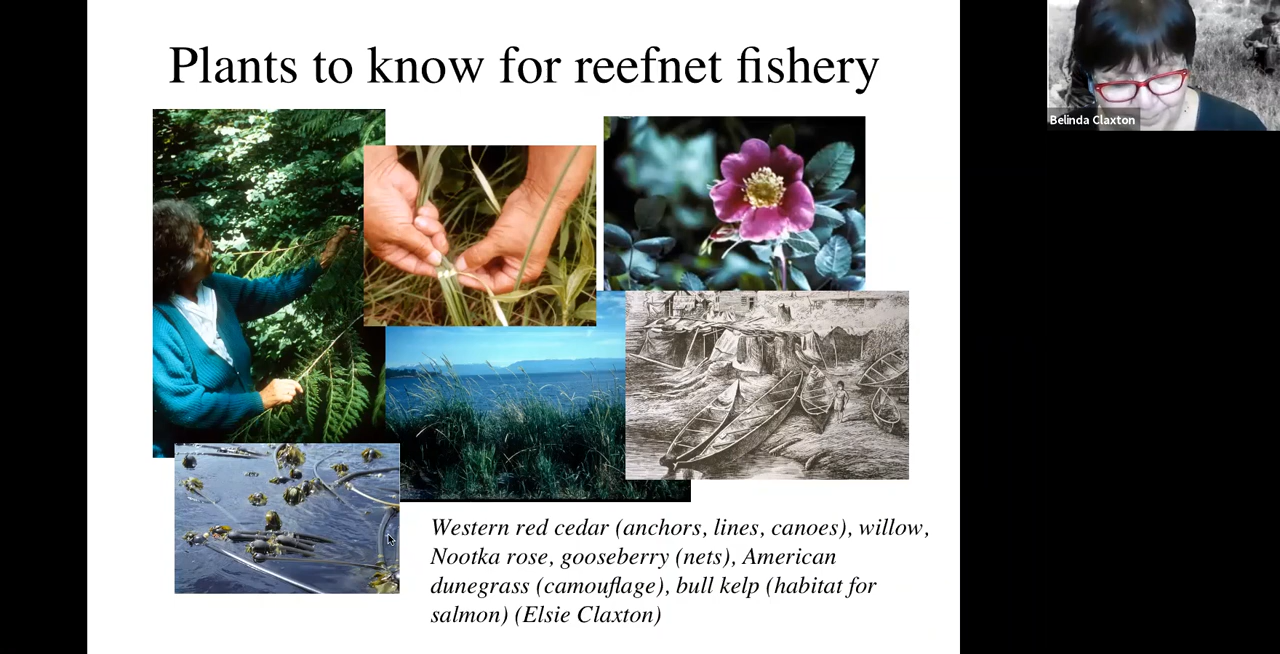 Plants to know for reefnet fishery
Belinda Claxton
Western red cedar (anchors, lines, canoes), willow,
Nootka rose, gooseberry (nets), American
dunegrass (camouflage), bull kelp (habitat for
salmon) (Elsie Claxton)